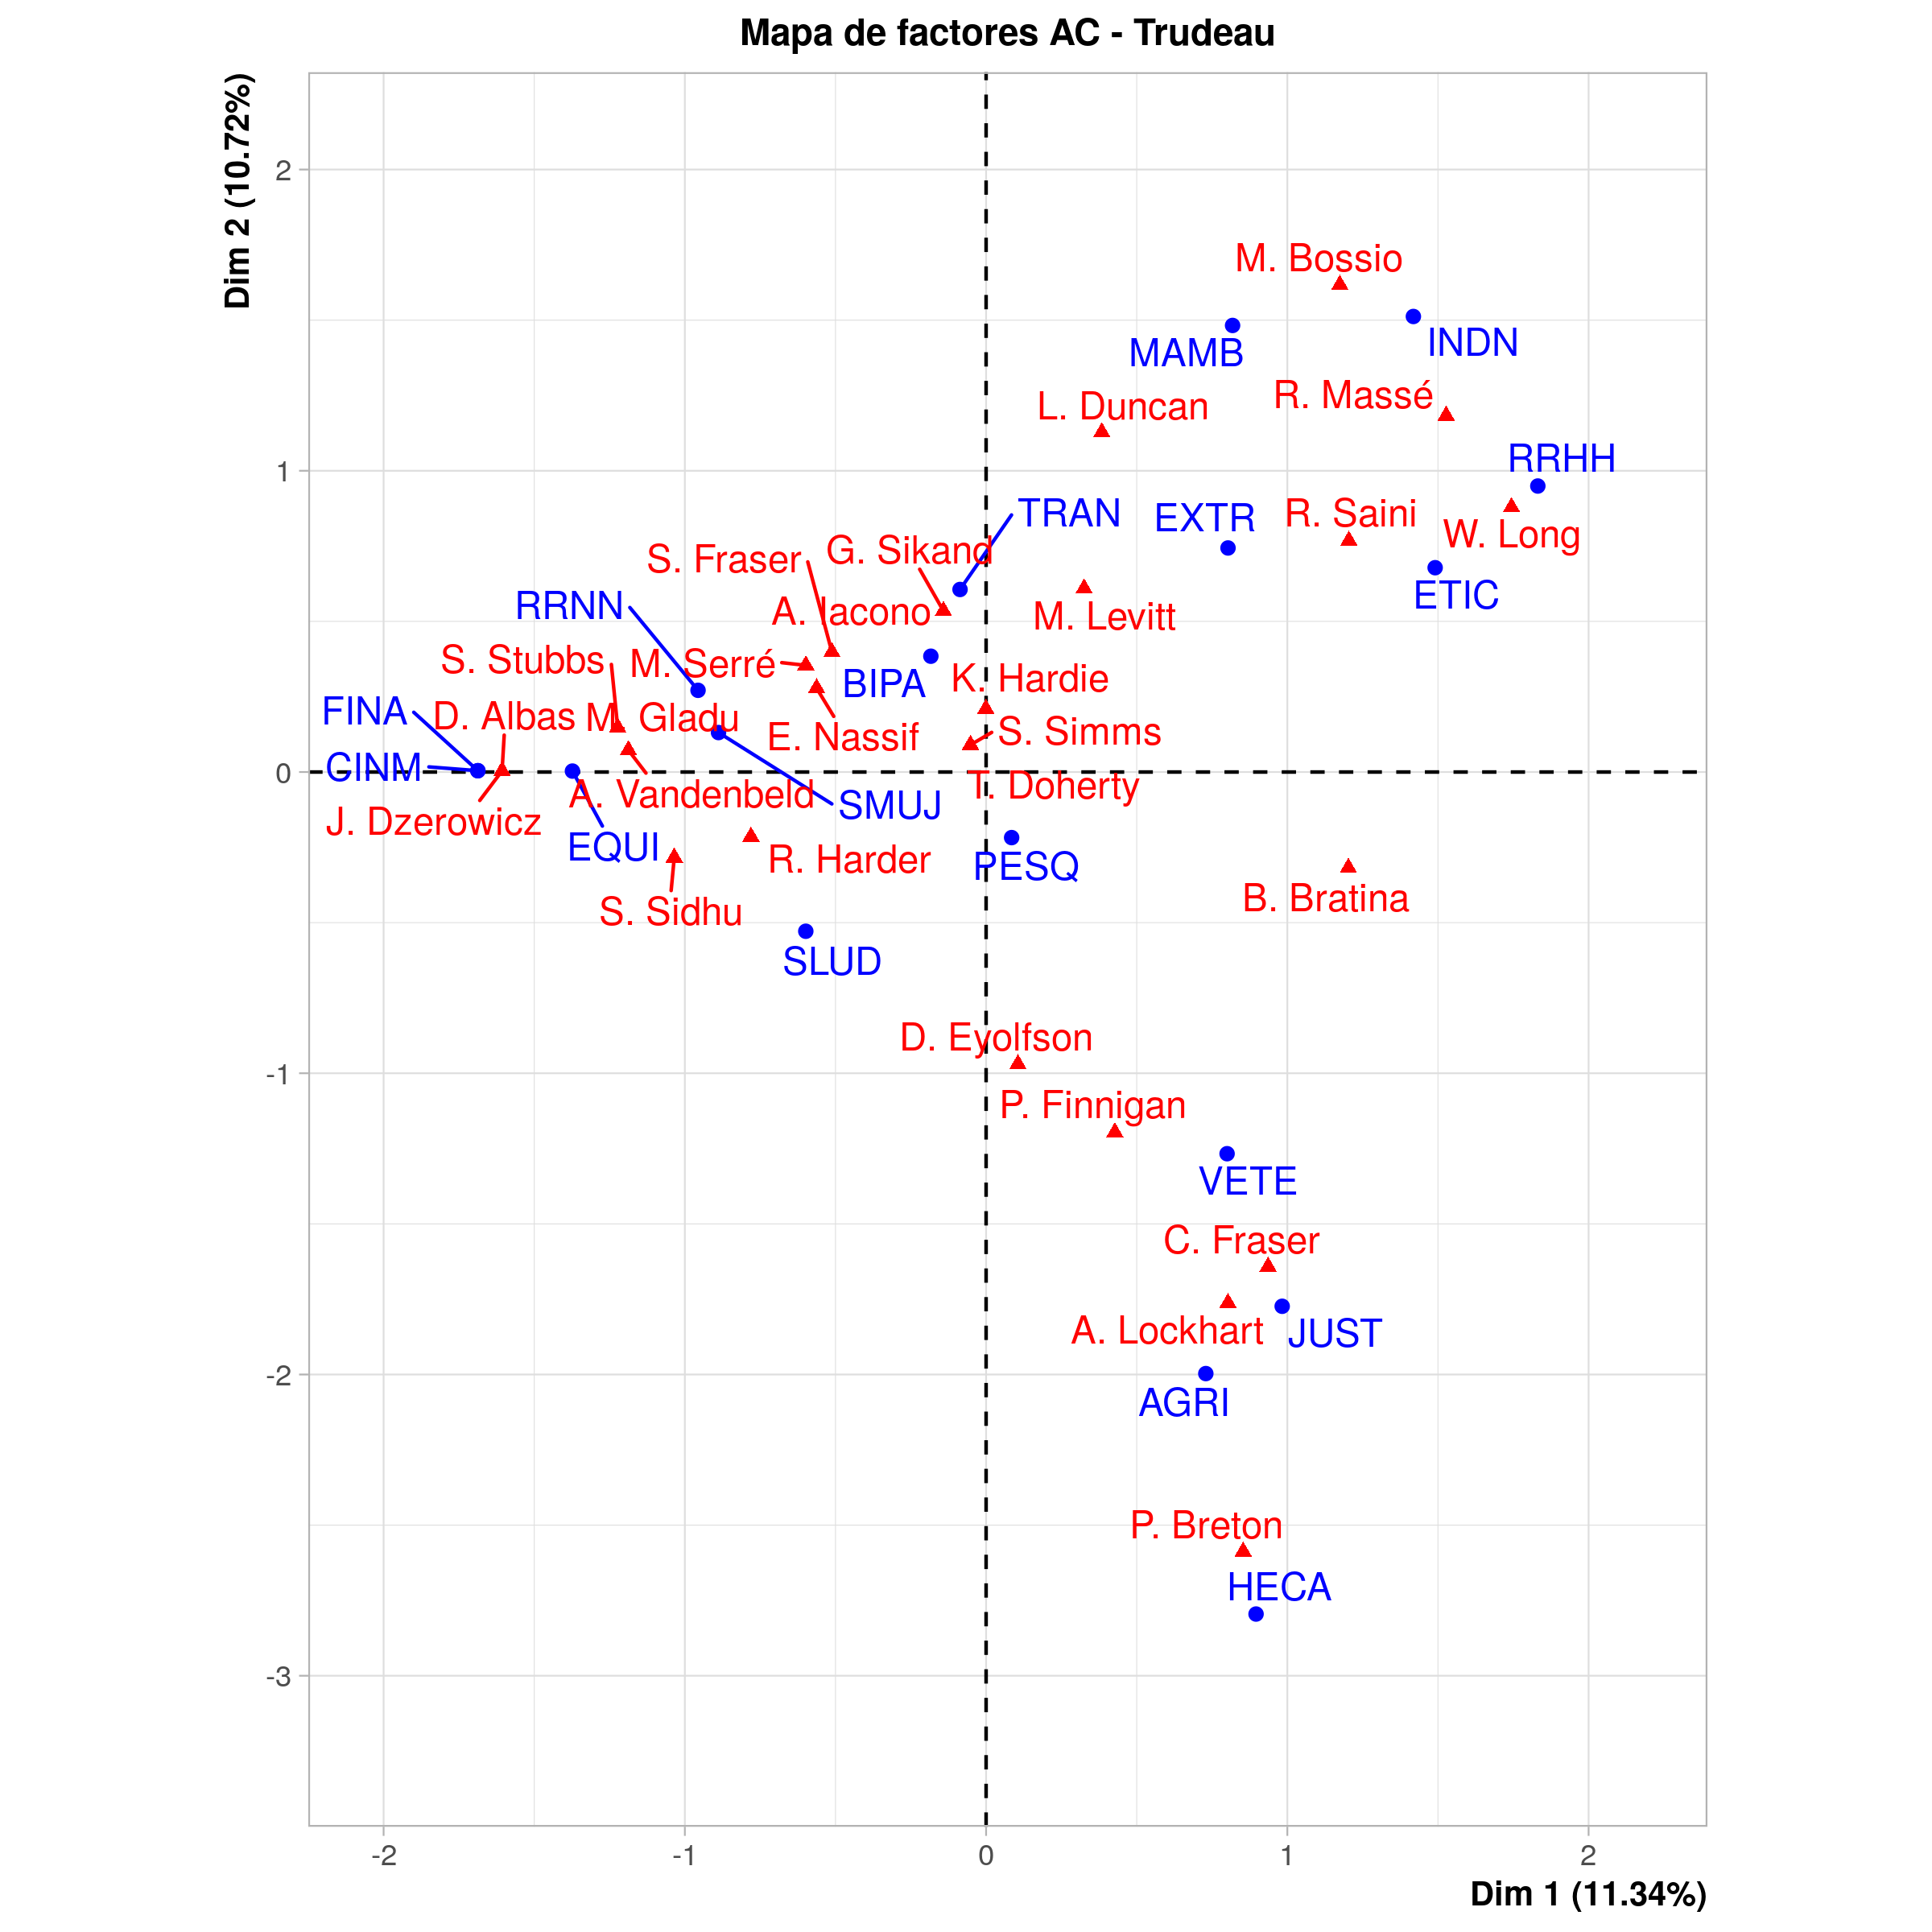 Mapa de factores AC - Trudeau
Dim 2 (10.72%)
2
M. Bossio
INDN
MAMB
R. Massé
L. Duncan
RRHH
1
TRAN
EXTR
R. Saini
W. Long
G. Sikand
S. Fraser
ETIC
RRNN
A. Iacono
M. Levitt
S. Stubbs
M. Serré
BIPA
K. Hardie
FINA
D. Albas
M. Gladu
E. Nassif
S. Simms
CINM
0
T. Doherty
A. Vandenbeld
SMUJ
J. Dzerowicz
EQUI
R. Harder
PESQ
B. Bratina
S. Sidhu
SLUD
D. Eyolfson
-1
P. Finnigan
VETE
C. Fraser
A. Lockhart
JUST
-2
AGRI
P. Breton
HECA
-3
-2
-1
0
1
2
Dim 1 (11.34%)